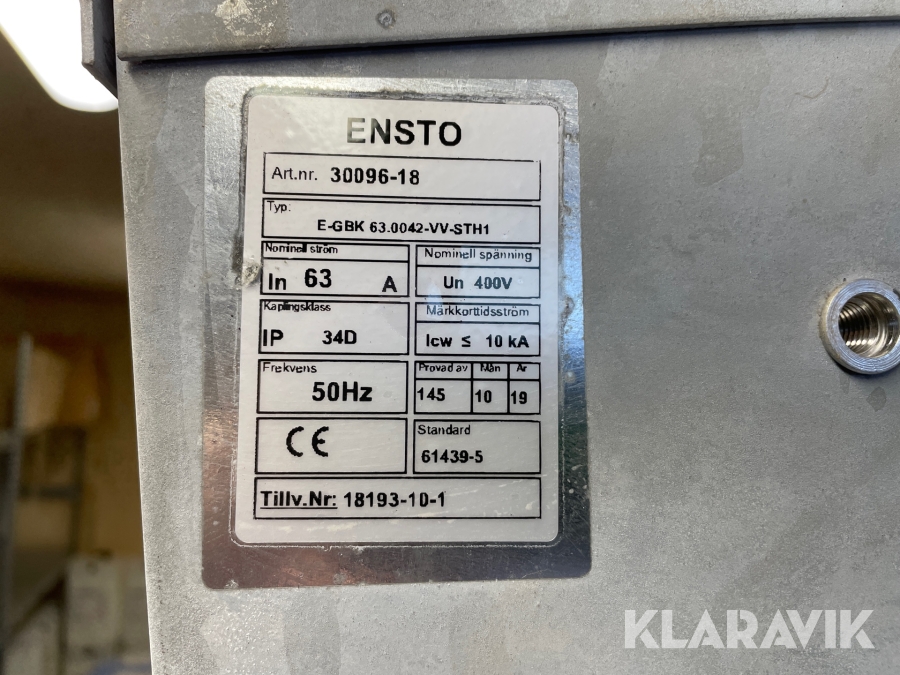 ENSTO
Art.nr. 30096-18
Typ:
E-GBK 63.0042-VV-STH1
Nominell ström
In 63 A
Nominell spänning
Un 400V
Kaplingsklass
IP 34D
Märkkorttidsström
Icw ≤ 10 kA
Frekvens
50Hz
Provad av Mån År
145 10 19
CE
Standard
61439-5
Tillv.Nr: 18193-10-1
KLARAVIK